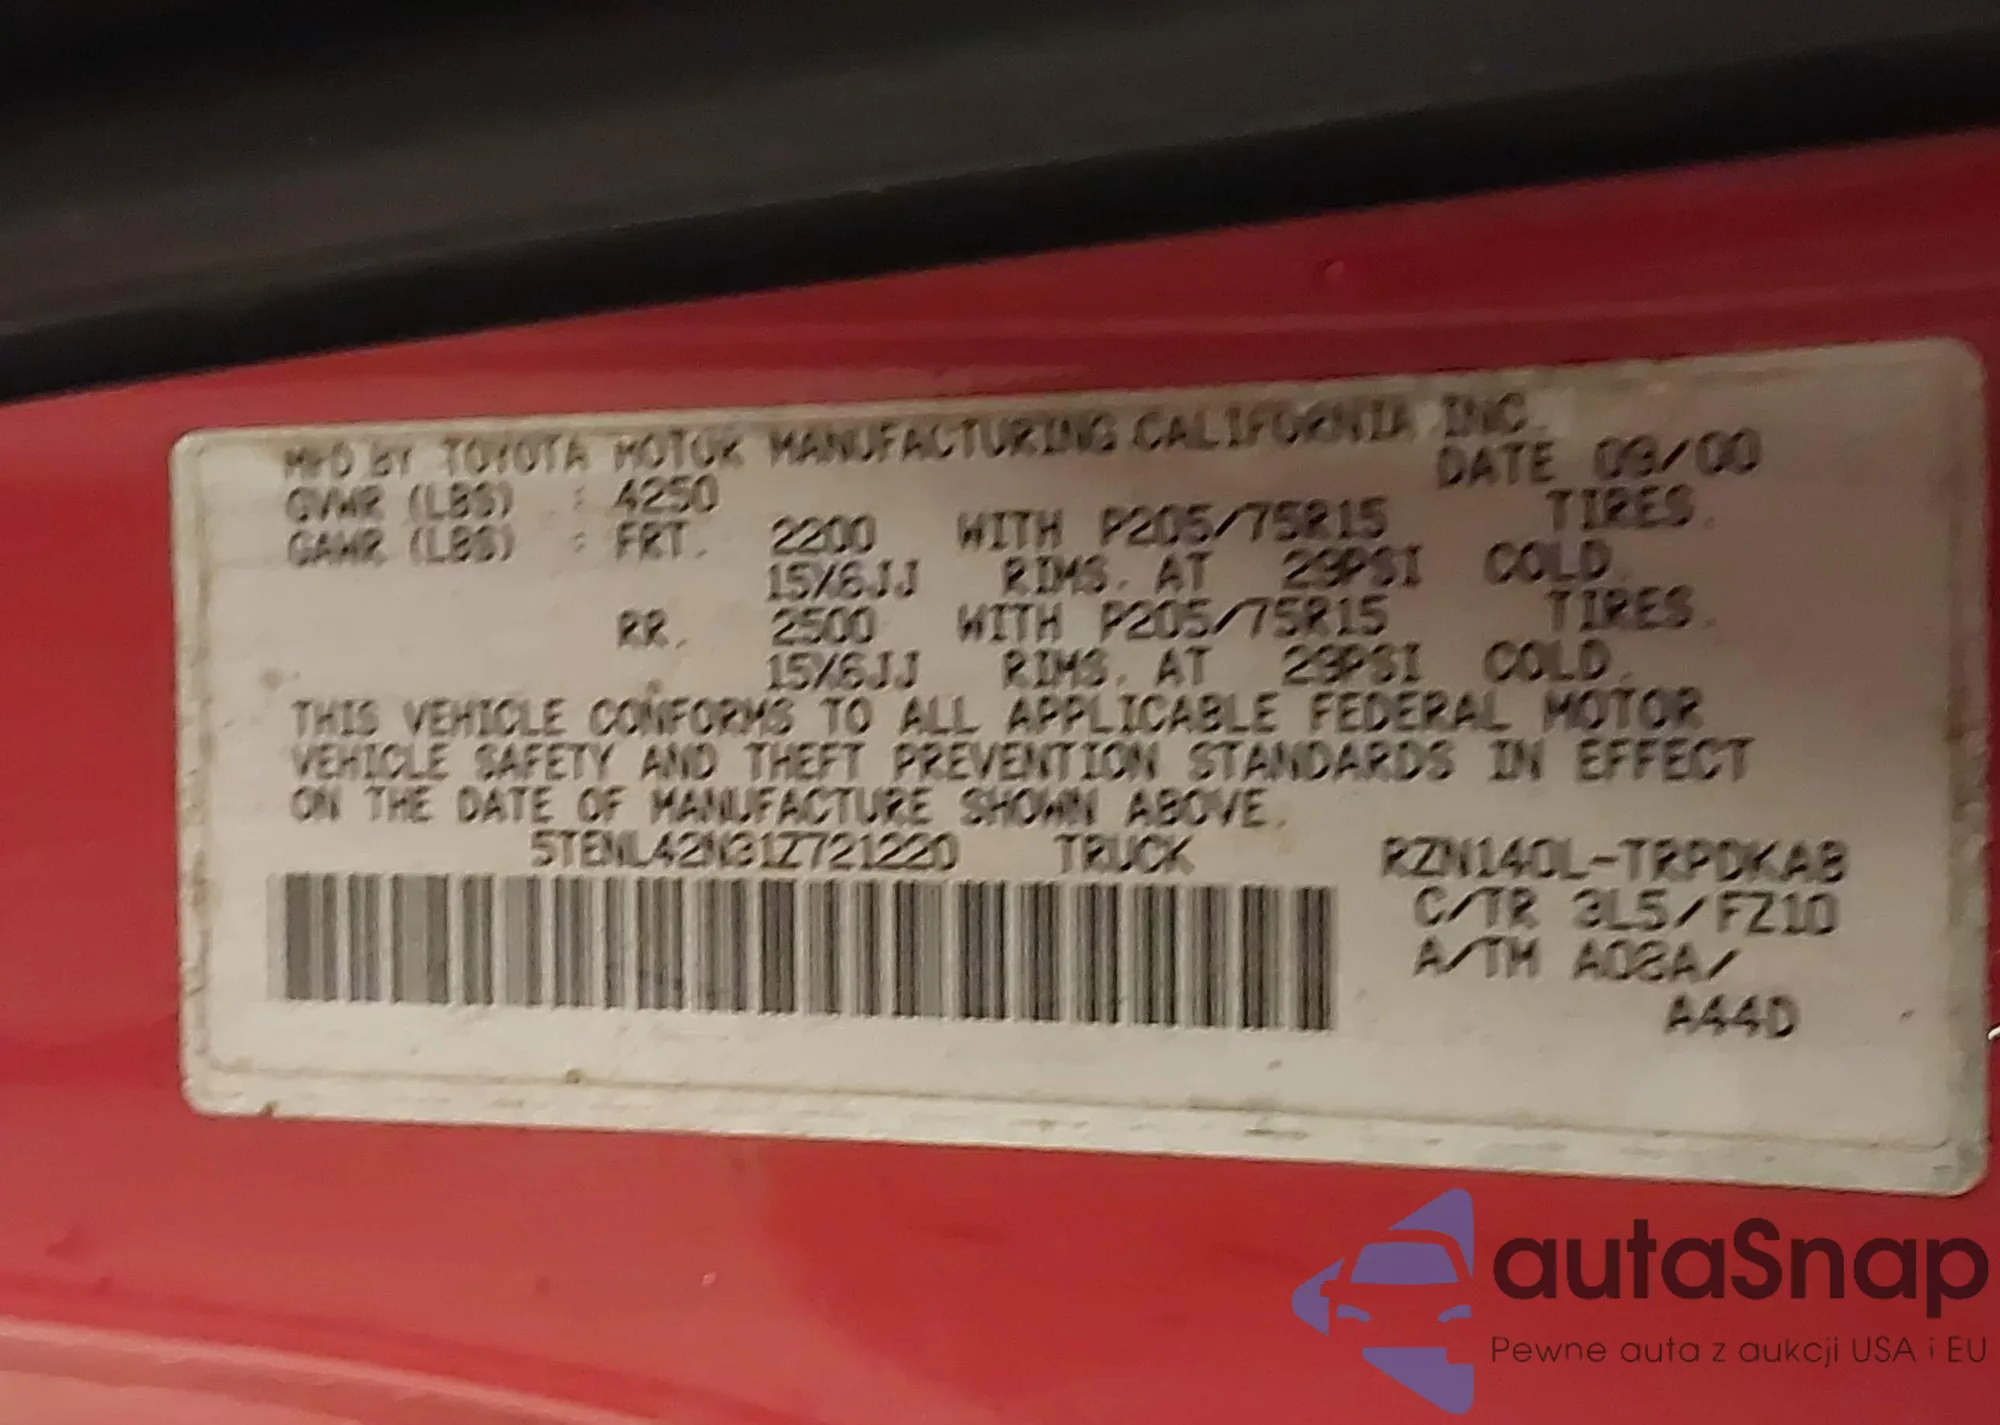 MFD BY TOYOTA MOTOR MANUFACTURING CALIFORNIA INC.
DATE 09/00
GVWR (LBS) : 4250
GAWR (LBS) : FRT. 2200 WITH P205/75R15 TIRES.
15X6JJ RIMS. AT 29PSI COLD.
RR. 2500 WITH P205/75R15 TIRES.
15X6JJ RIMS. AT 29PSI COLD.
THIS VEHICLE CONFORMS TO ALL APPLICABLE FEDERAL MOTOR
VEHICLE SAFETY AND THEFT PREVENTION STANDARDS IN EFFECT
ON THE DATE OF MANUFACTURE SHOWN ABOVE.
5TENL42N31Z721220 TRUCK RZN140L-TRPDKAB
C/TR 3L5/FZ10
A/TM A02A/
A44D
autaSnap
Pewne auta z aukcji USA i EU